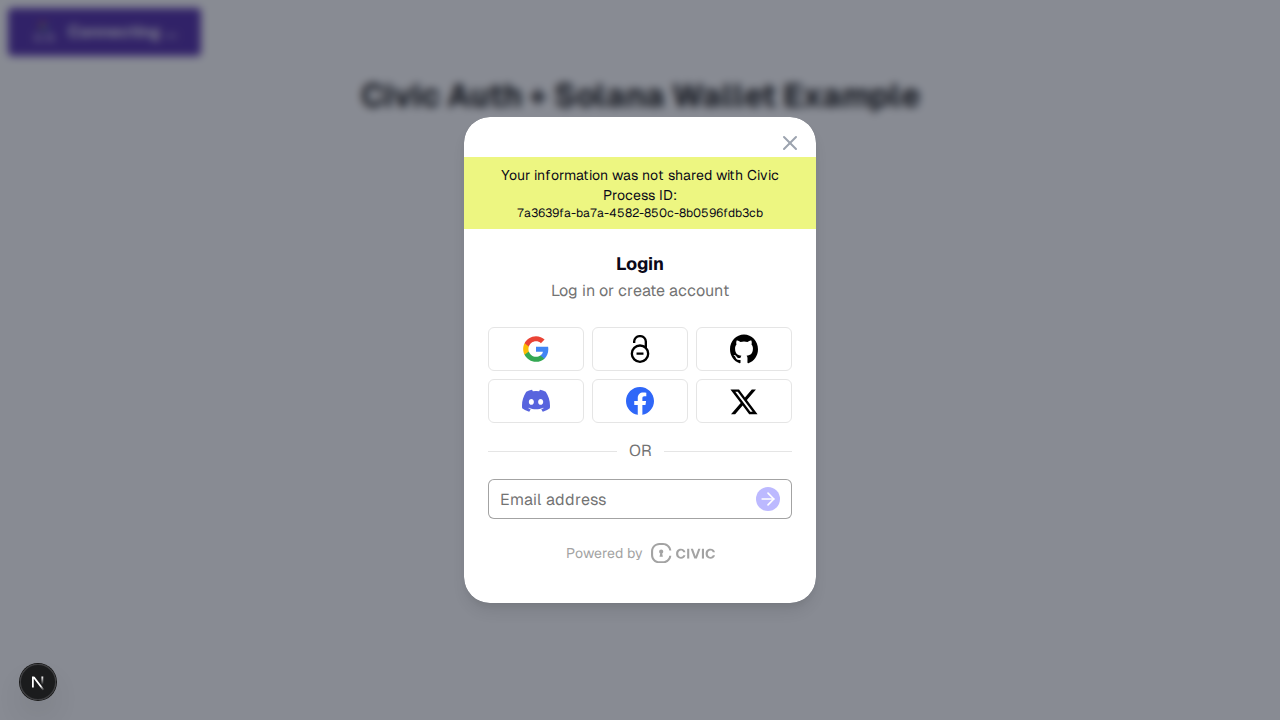 Connecting ...
Civic Auth + Solana Wallet Example
Your information was not shared with Civic
Process ID:
7a3639fa-ba7a-4582-850c-8b0596fdb3cb
Login
Log in or create account
OR
Email address
Powered by CIVIC
N